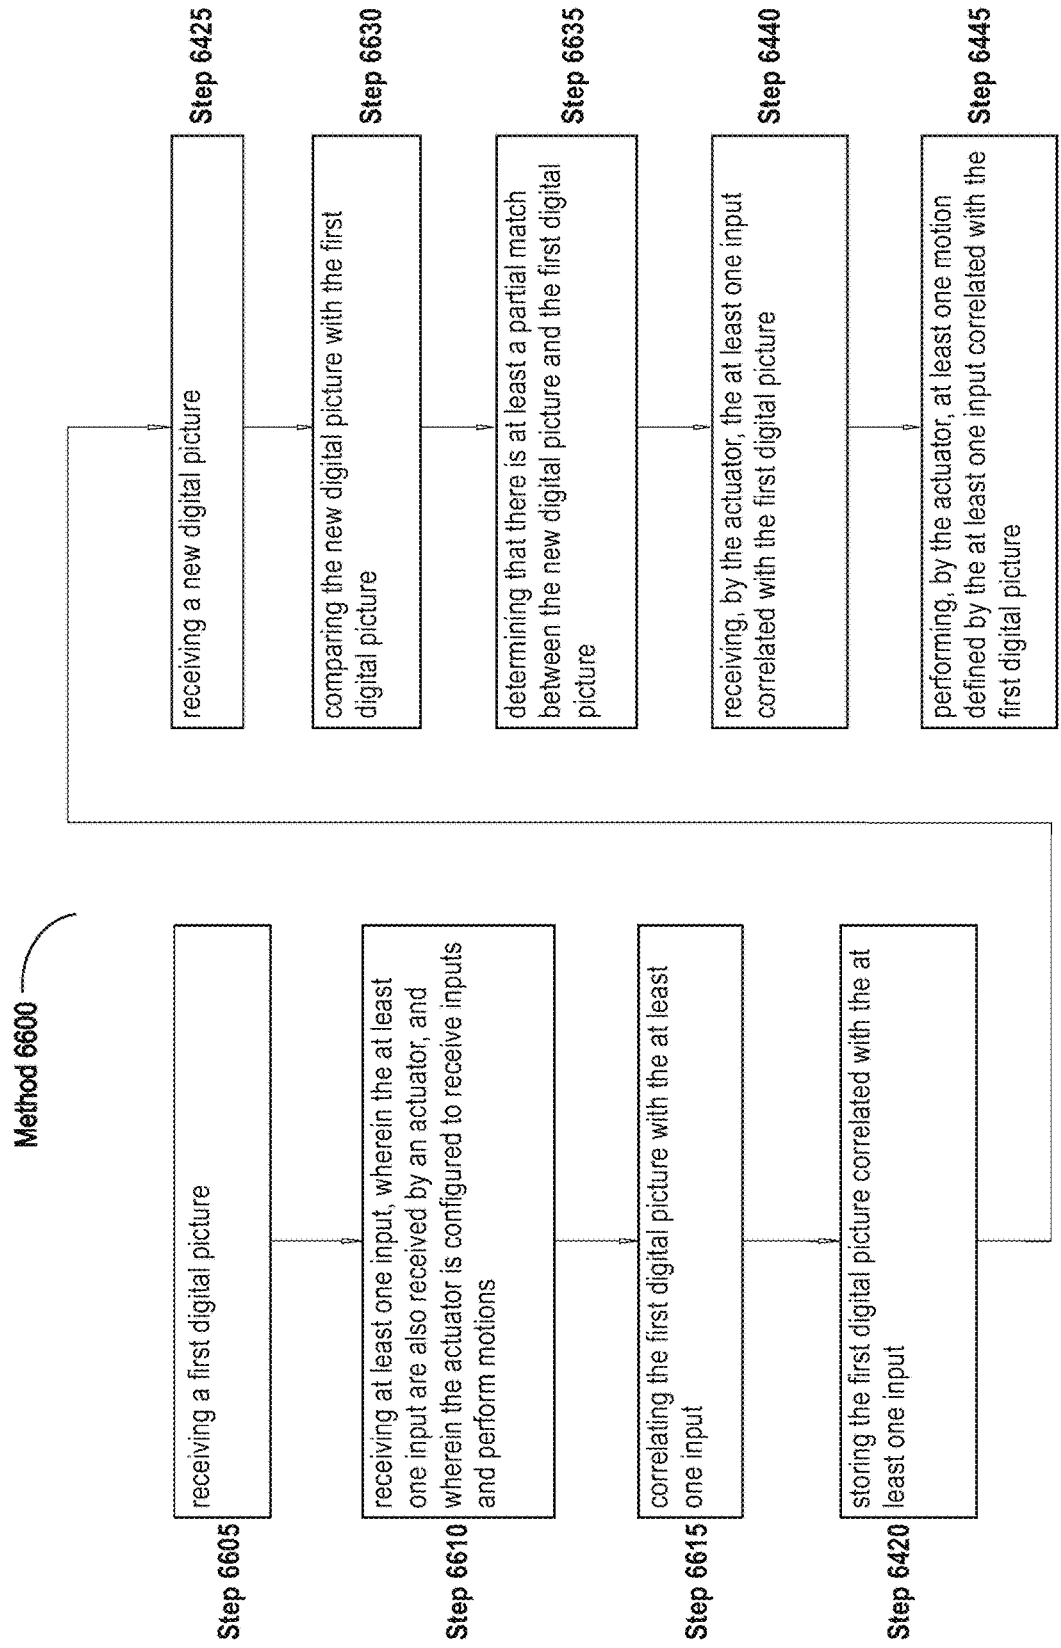 Method 6600
Step 6605
receiving a first digital picture
Step 6610
receiving at least one input, wherein the at least
one input are also received by an actuator, and
wherein the actuator is configured to receive inputs
and perform motions
Step 6615
correlating the first digital picture with the at least
one input
Step 6420
storing the first digital picture correlated with the at
least one input
receiving a new digital picture
Step 6425
comparing the new digital picture with the first
digital picture
Step 6630
determining that there is at least a partial match
between the new digital picture and the first digital
picture
Step 6635
receiving, by the actuator, the at least one input
correlated with the first digital picture
Step 6440
performing, by the actuator, at least one motion
defined by the at least one input correlated with the
first digital picture
Step 6445